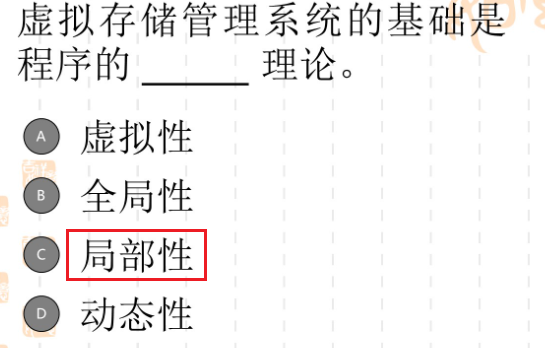 虚拟存储管理系统的基础是
程序的 ______ 理论。
A 虚拟性
B 全局性
C 局部性
D 动态性